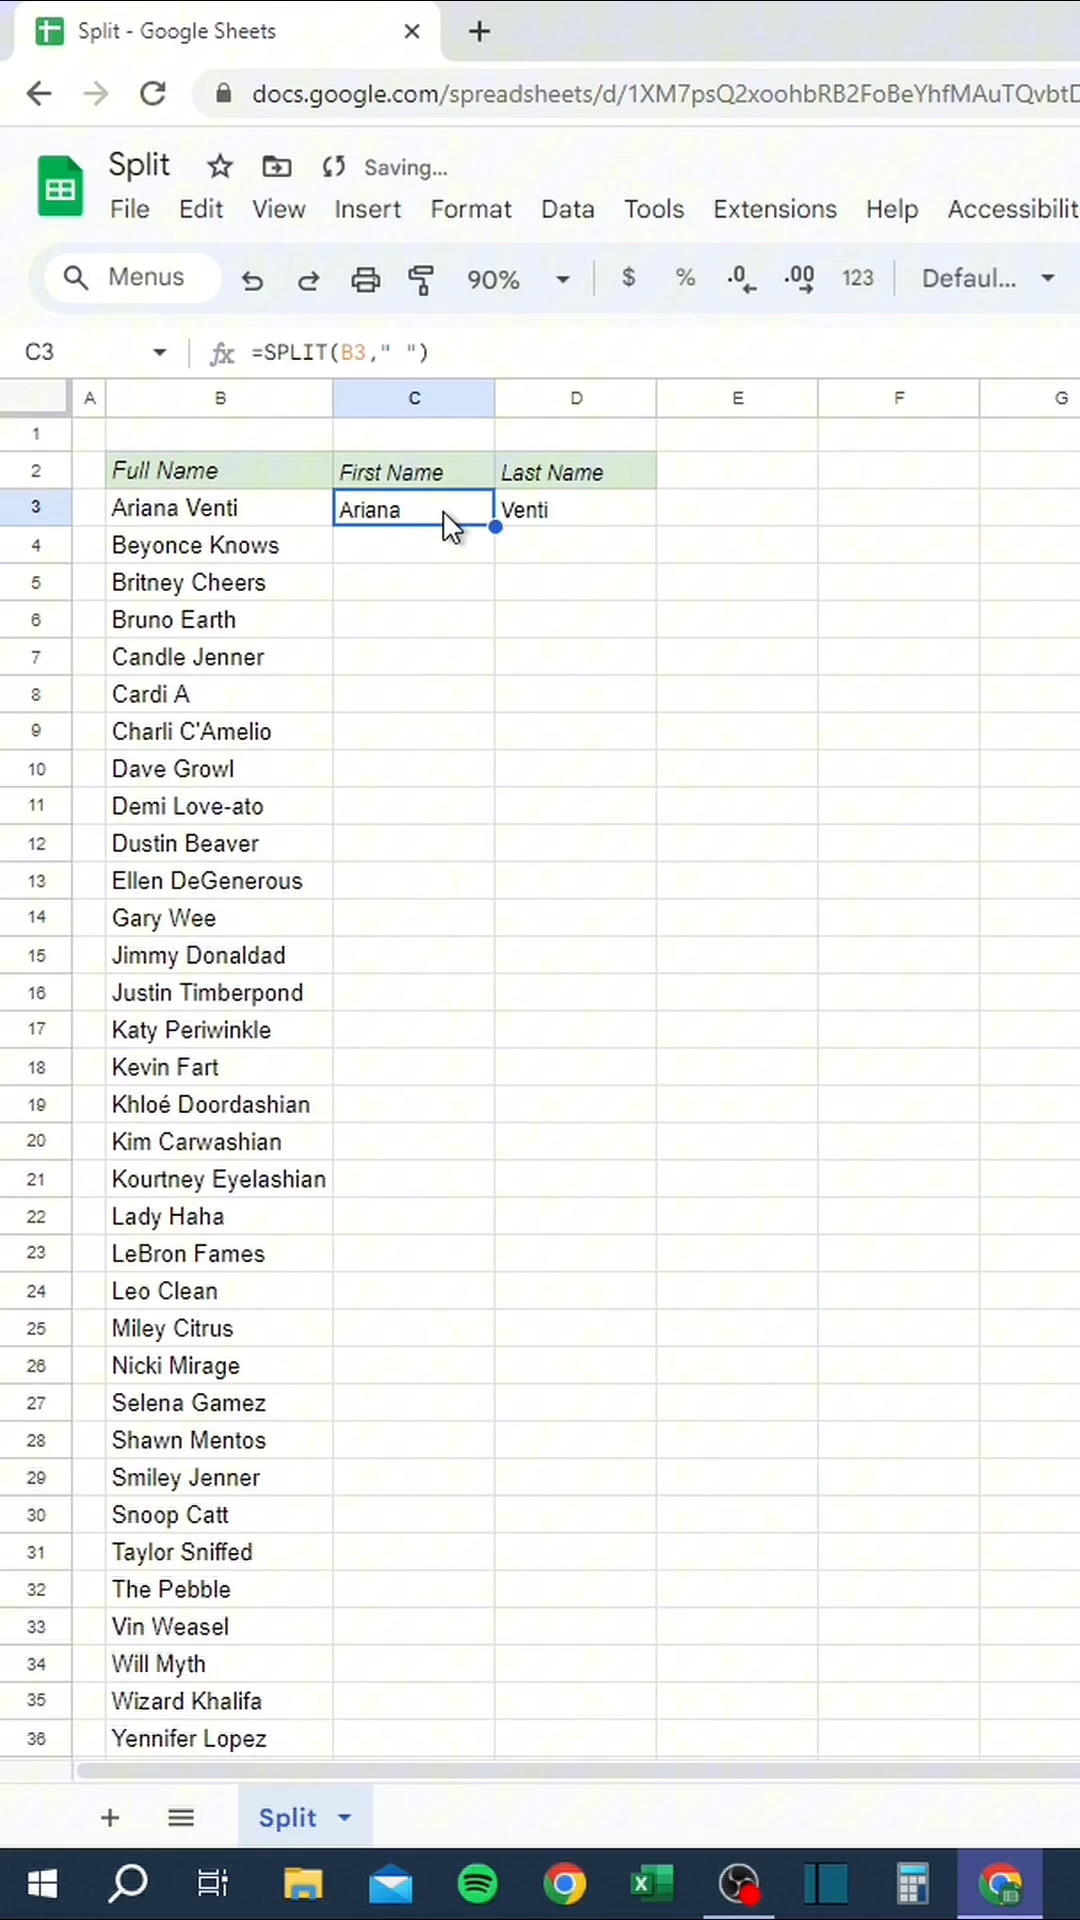 Split - Google Sheets
docs.google.com/spreadsheets/d/1XM7psQ2xoohbRB2FoBeYhfMAuTQvbtD
Split Saving...
File Edit View Insert Format Data Tools Extensions Help Accessibilit
Menus 90% $ % .0 .00 123 Defaul...
C3 fx =SPLIT(B3," ")
A B C D E F G
1
2 Full Name First Name Last Name
3 Ariana Venti Ariana Venti
4 Beyonce Knows
5 Britney Cheers
6 Bruno Earth
7 Candle Jenner
8 Cardi A
9 Charli C'Amelio
10 Dave Growl
11 Demi Love-ato
12 Dustin Beaver
13 Ellen DeGenerous
14 Gary Wee
15 Jimmy Donaldad
16 Justin Timberpond
17 Katy Periwinkle
18 Kevin Fart
19 Khloé Doordashian
20 Kim Carwashian
21 Kourtney Eyelashian
22 Lady Haha
23 LeBron Fames
24 Leo Clean
25 Miley Citrus
26 Nicki Mirage
27 Selena Gamez
28 Shawn Mentos
29 Smiley Jenner
30 Snoop Catt
31 Taylor Sniffed
32 The Pebble
33 Vin Weasel
34 Will Myth
35 Wizard Khalifa
36 Yennifer Lopez
Split